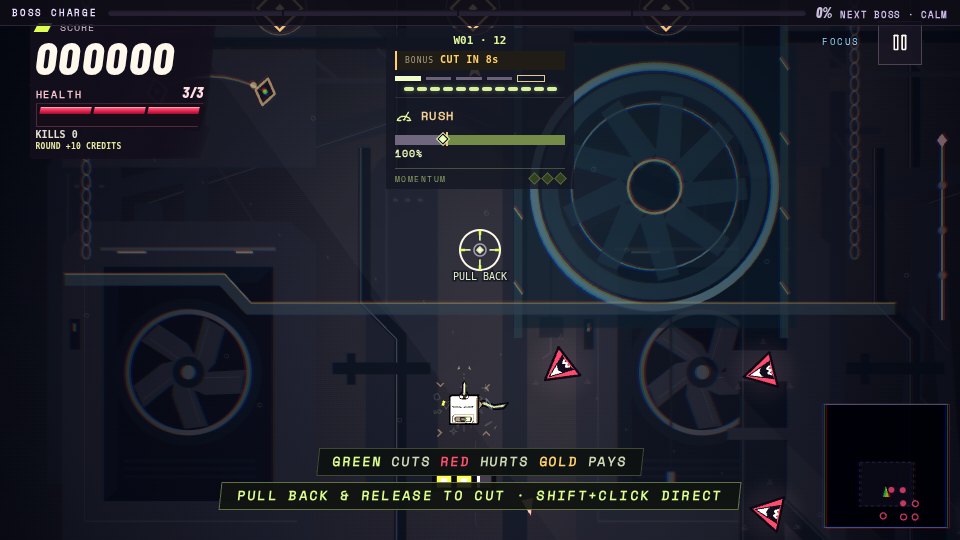 BOSS CHARGE
0% NEXT BOSS · CALM
SCORE
000000
HEALTH 3/3
KILLS 0
ROUND +10 CREDITS
W01 · 12
BONUS CUT IN 8s
RUSH
100%
MOMENTUM
FOCUS
PULL BACK
GREEN CUTS RED HURTS GOLD PAYS
PULL BACK & RELEASE TO CUT · SHIFT+CLICK DIRECT